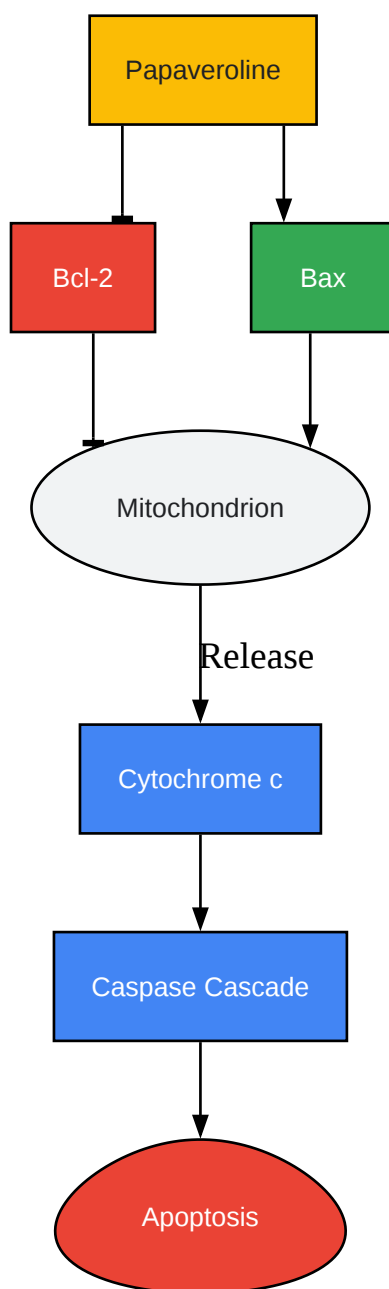 Papaveroline
Bcl-2
Bax
Mitochondrion
Release
Cytochrome c
Caspase Cascade
Apoptosis